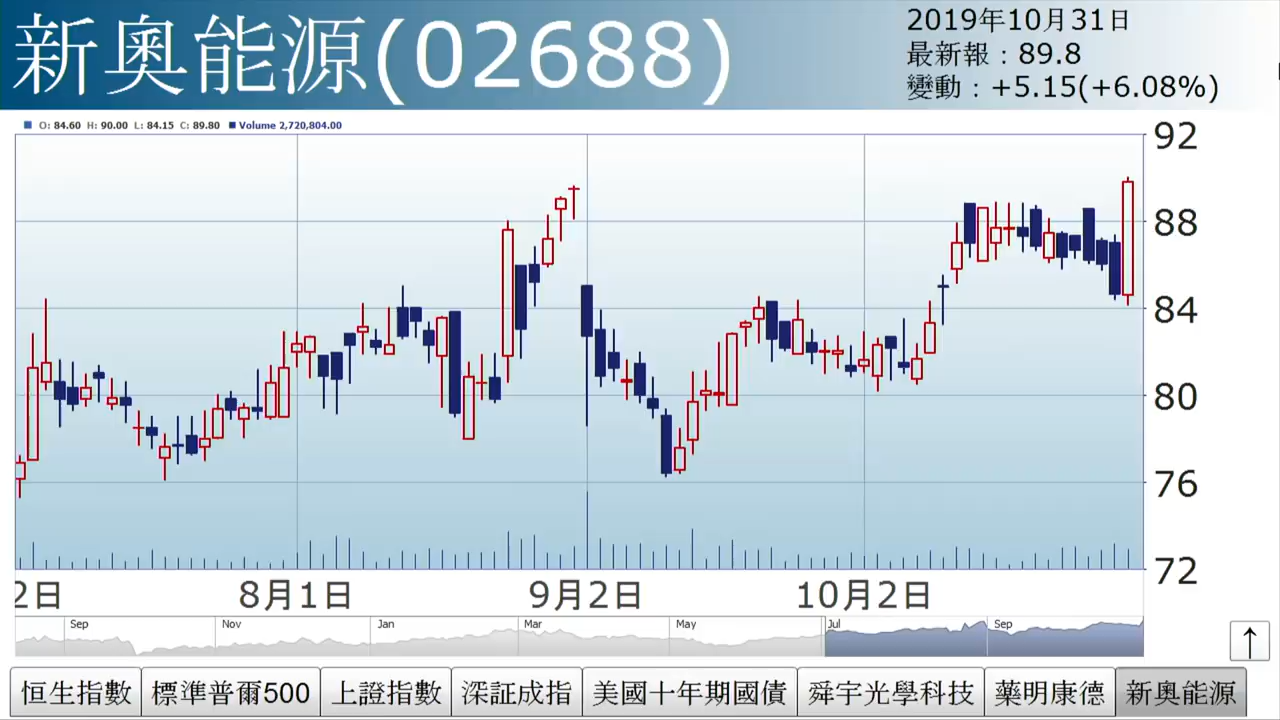 新奧能源(02688)
2019年10月31日
最新報：89.8
變動：+5.15(+6.08%)
O: 84.60 H: 90.00 L: 84.15 C: 89.80 Volume 2,720,804.00
92
88
84
80
76
72
2日 8月1日 9月2日 10月2日
Sep Nov Jan Mar May Jul Sep
恒生指數 標準普爾500 上證指數 深証成指 美國十年期國債 舜宇光學科技 藥明康德 新奧能源